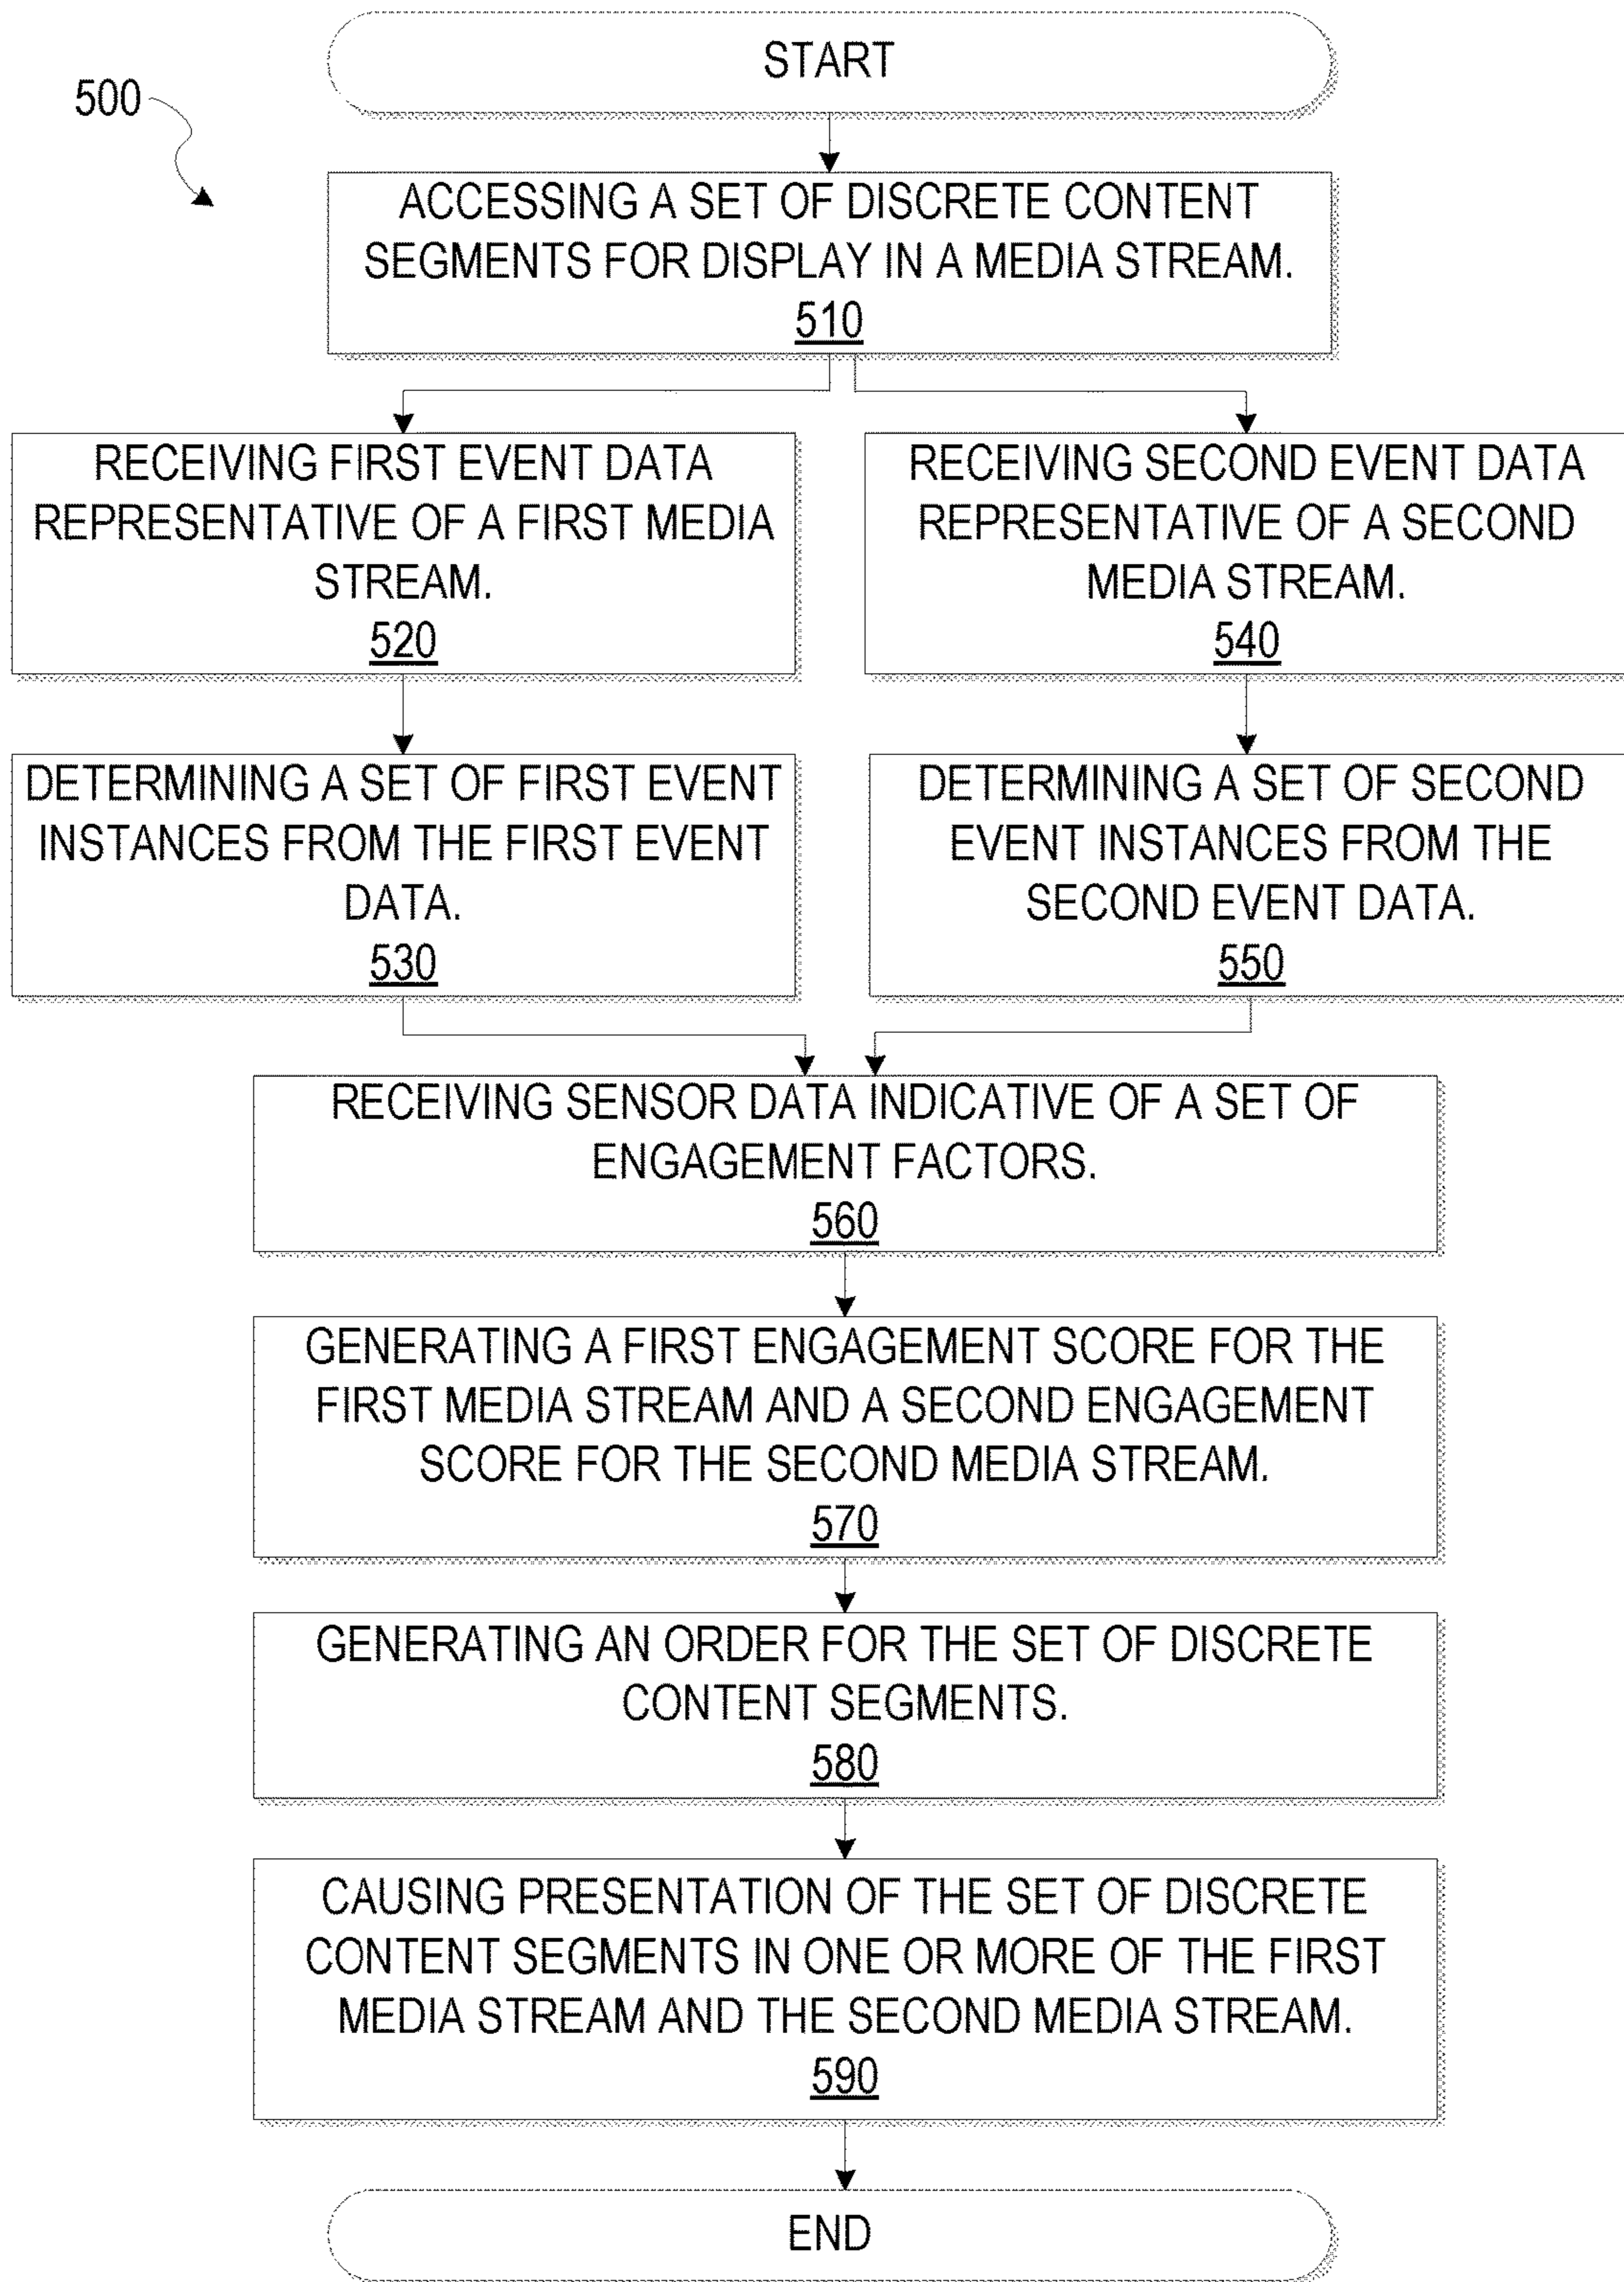 START
500
ACCESSING A SET OF DISCRETE CONTENT
SEGMENTS FOR DISPLAY IN A MEDIA STREAM.
510
RECEIVING FIRST EVENT DATA
REPRESENTATIVE OF A FIRST MEDIA
STREAM.
520
RECEIVING SECOND EVENT DATA
REPRESENTATIVE OF A SECOND
MEDIA STREAM.
540
DETERMINING A SET OF FIRST EVENT
INSTANCES FROM THE FIRST EVENT
DATA.
530
DETERMINING A SET OF SECOND
EVENT INSTANCES FROM THE
SECOND EVENT DATA.
550
RECEIVING SENSOR DATA INDICATIVE OF A SET OF
ENGAGEMENT FACTORS.
560
GENERATING A FIRST ENGAGEMENT SCORE FOR THE
FIRST MEDIA STREAM AND A SECOND ENGAGEMENT
SCORE FOR THE SECOND MEDIA STREAM.
570
GENERATING AN ORDER FOR THE SET OF DISCRETE
CONTENT SEGMENTS.
580
CAUSING PRESENTATION OF THE SET OF DISCRETE
CONTENT SEGMENTS IN ONE OR MORE OF THE FIRST
MEDIA STREAM AND THE SECOND MEDIA STREAM.
590
END